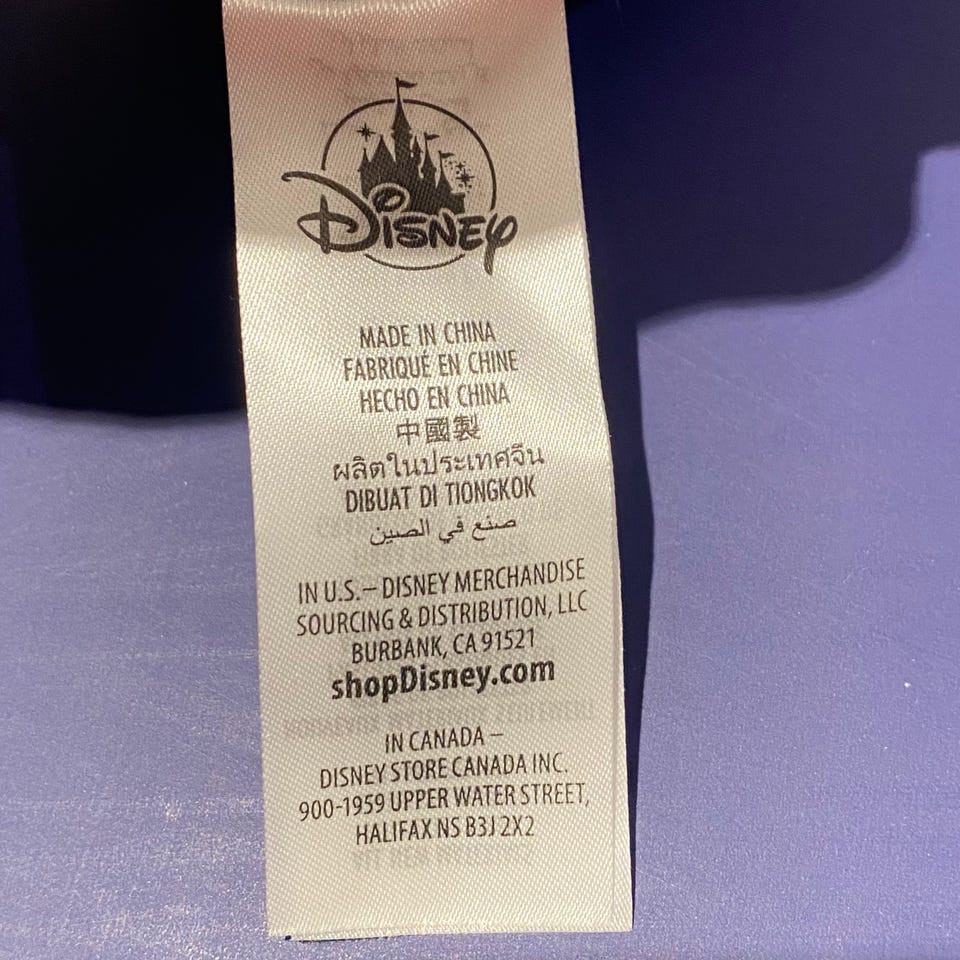 Disney
MADE IN CHINA
FABRIQUÉ EN CHINE
HECHO EN CHINA
中國製
ผลิตในประเทศจีน
DIBUAT DI TIONGKOK
صنع في الصين
IN U.S.– DISNEY MERCHANDISE
SOURCING & DISTRIBUTION, LLC
BURBANK, CA 91521
shopDisney.com
IN CANADA –
DISNEY STORE CANADA INC.
900-1959 UPPER WATER STREET,
HALIFAX NS B3J 2X2